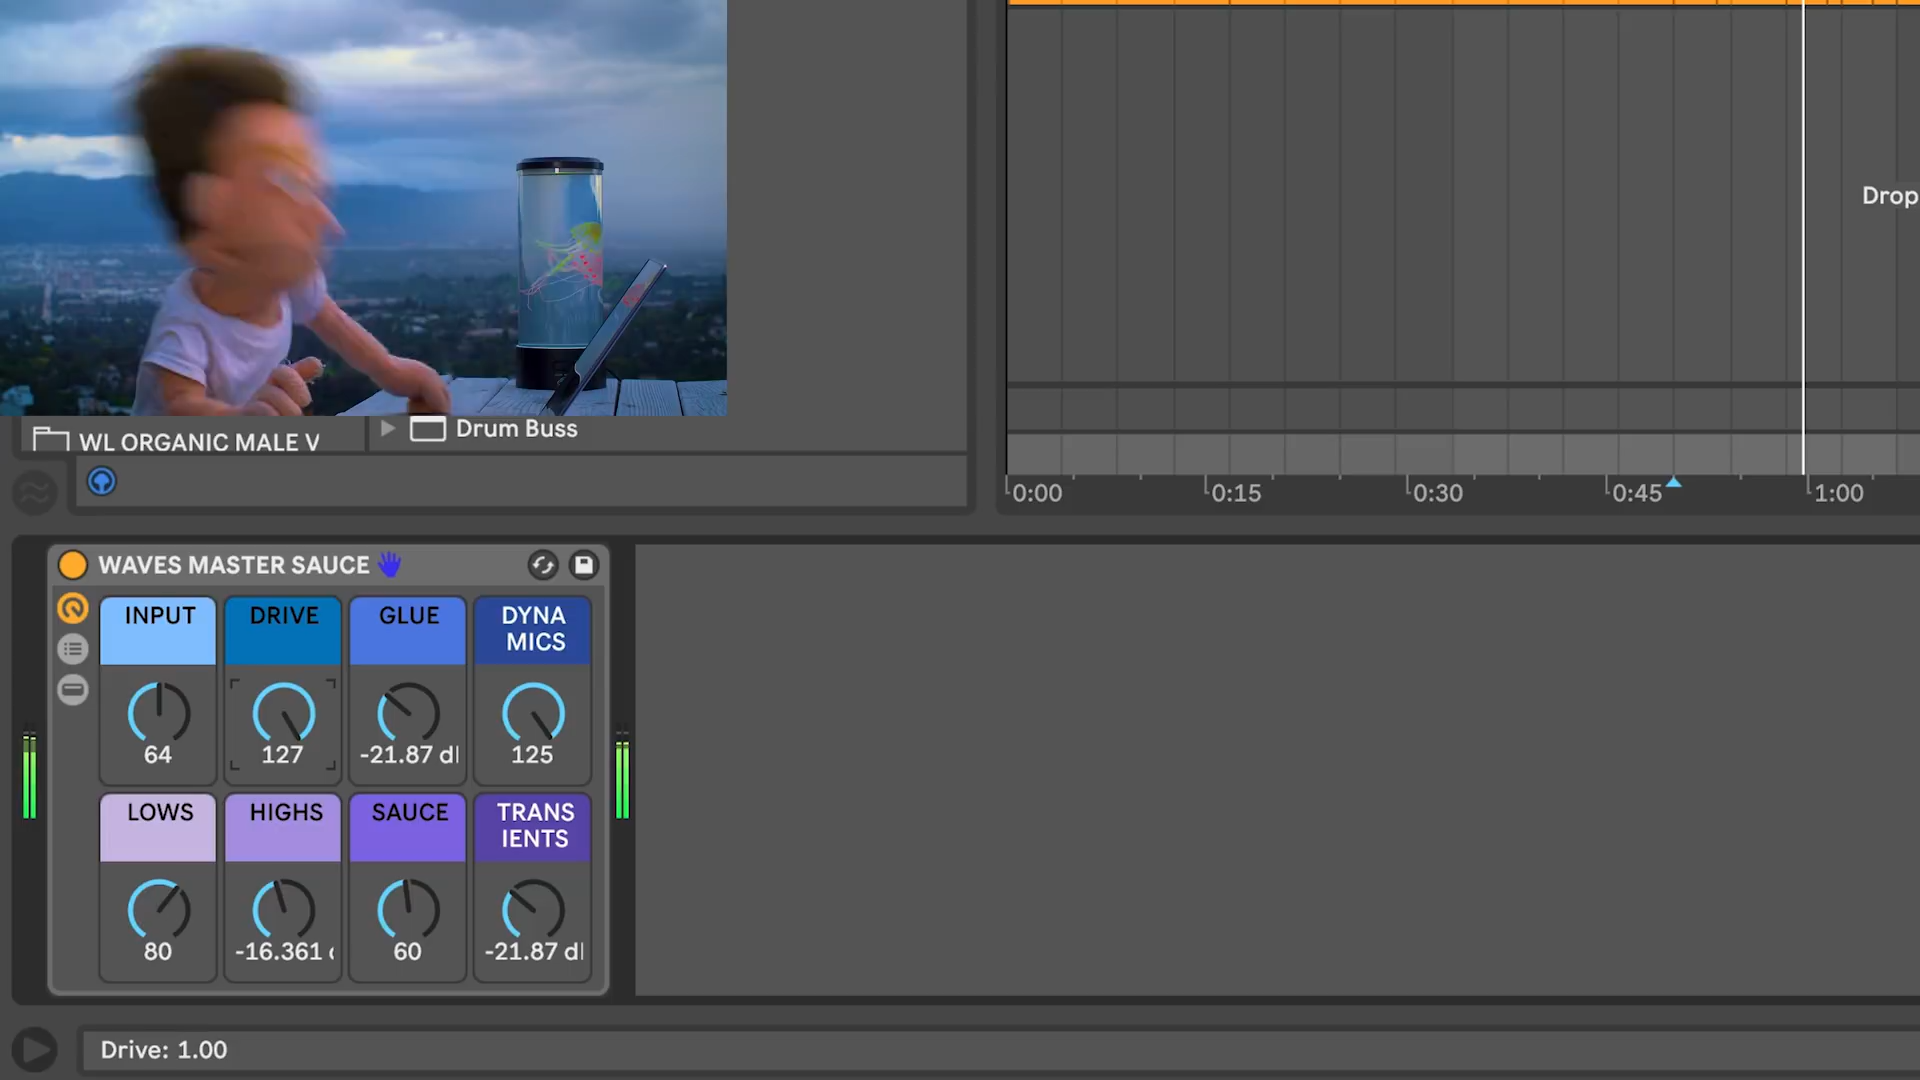 Drop
Drum Buss
WL ORGANIC MALE V
0:00
0:15
0:30
0:45
1:00
WAVES MASTER SAUCE
INPUT
DRIVE
GLUE
DYNA
MICS
64
127
-21.87 d
125
LOWS
HIGHS
SAUCE
TRANS
IENTS
80
-16.361
60
-21.87 d
Drive: 1.00